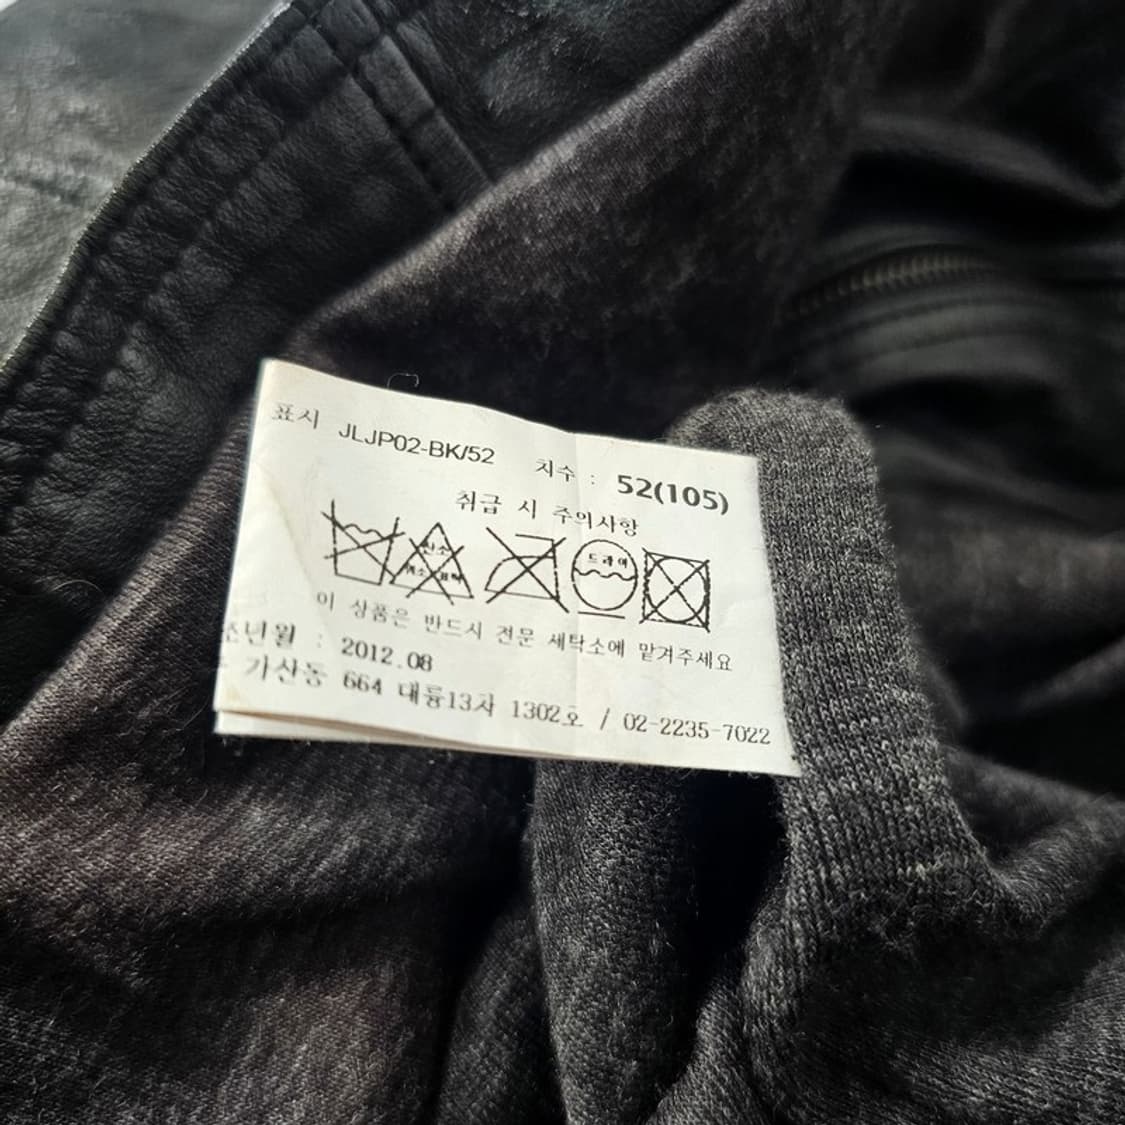 표시 JLJP02-BK/52 치수 : 52(105)
취급 시 주의사항
드라이
이 상품은 반드시 전문 세탁소에 맡겨주세요
조년월 : 2012.08
가산동 664 대륭13차 1302호 / 02-2235-7022